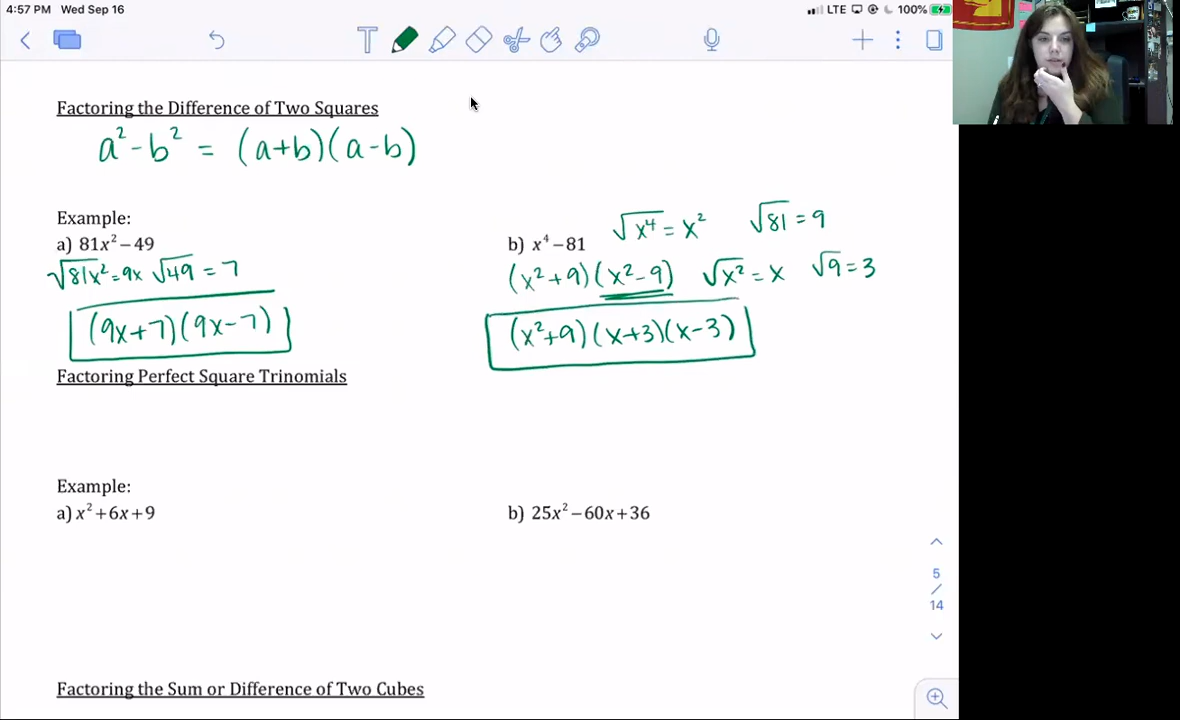 4:57 PM Wed Sep 16 LTE 100%
T
Factoring the Difference of Two Squares
a² - b² = (a+b)(a-b)
Example:
a) 81x² – 49
√81x² = 9x √49 = 7
(9x+7)(9x-7)
b) x⁴ – 81 √x⁴ = x² √81 = 9
(x²+9)(x²-9) √x² = x √9 = 3
(x²+9)(x+3)(x-3)
Factoring Perfect Square Trinomials
Example:
a) x² + 6x + 9
b) 25x² – 60x + 36
5
/
14
Factoring the Sum or Difference of Two Cubes